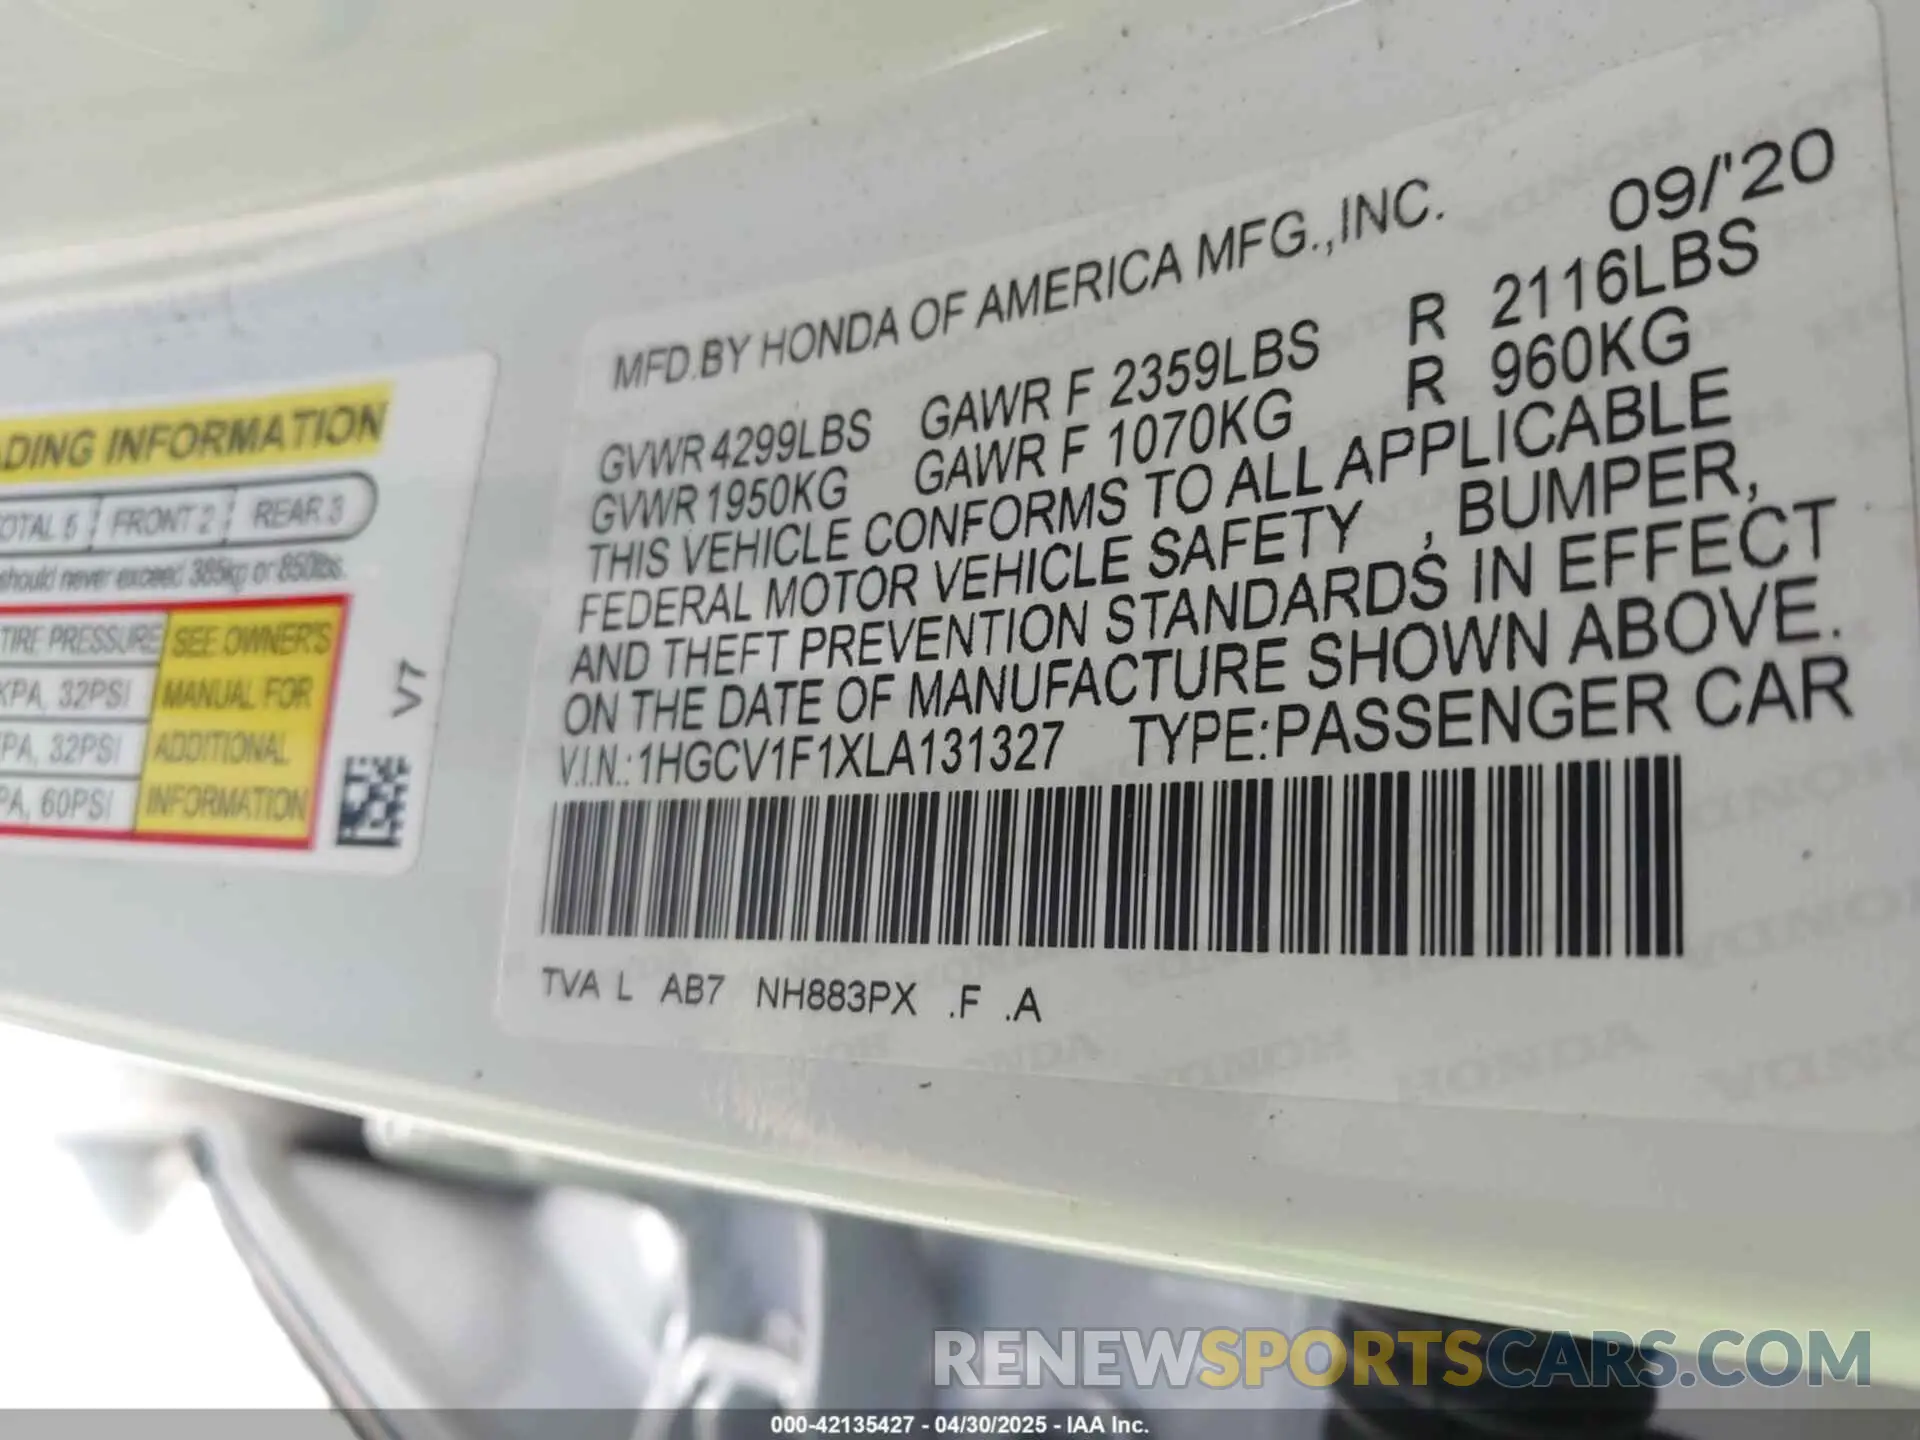 MFD.BY HONDA OF AMERICA MFG.,INC. 09/'20
GVWR 4299LBS GAWR F 2359LBS R 2116LBS
GVWR 1950KG GAWR F 1070KG R 960KG
THIS VEHICLE CONFORMS TO ALL APPLICABLE
FEDERAL MOTOR VEHICLE SAFETY , BUMPER,
AND THEFT PREVENTION STANDARDS IN EFFECT
ON THE DATE OF MANUFACTURE SHOWN ABOVE.
V.I.N.: 1HGCV1F1XLA131327 TYPE:PASSENGER CAR
TVA L AB7 NH883PX .F .A
ADING INFORMATION
OTAL 5 FRONT 2 REAR 3
should never exceed 385kg or 850lbs.
TIRE PRESSURE SEE OWNER'S
KPA, 32PSI MANUAL FOR
PA, 32PSI ADDITIONAL
PA, 60PSI INFORMATION
V7
HONDA
RENEWSPORTSCARS.COM
000-42135427 - 04/30/2025 - IAA Inc.